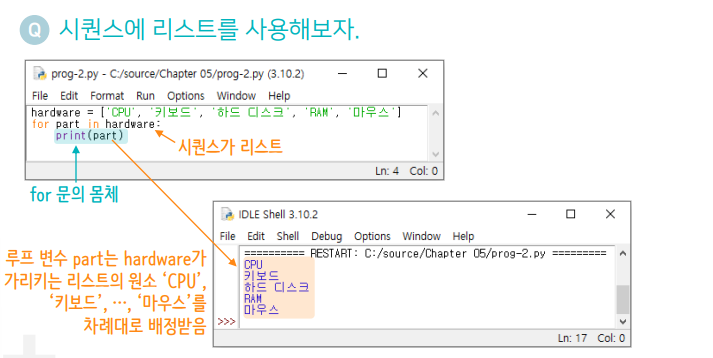 Q 시퀀스에 리스트를 사용해보자.
prog-2.py - C:/source/Chapter 05/prog-2.py (3.10.2)
File Edit Format Run Options Window Help
hardware = ['CPU', '키보드', '하드 디스크', 'RAM', '마우스']
for part in hardware:
print(part)
시퀀스가 리스트
Ln: 4 Col: 0
for 문의 몸체
IDLE Shell 3.10.2
File Edit Shell Debug Options Window Help
========== RESTART: C:/source/Chapter 05/prog-2.py =========
CPU
키보드
하드 디스크
RAM
마우스
>>>
Ln: 17 Col: 0
루프 변수 part는 hardware가
가리키는 리스트의 원소 ‘CPU’,
‘키보드’, …, ‘마우스’를
차례대로 배정받음